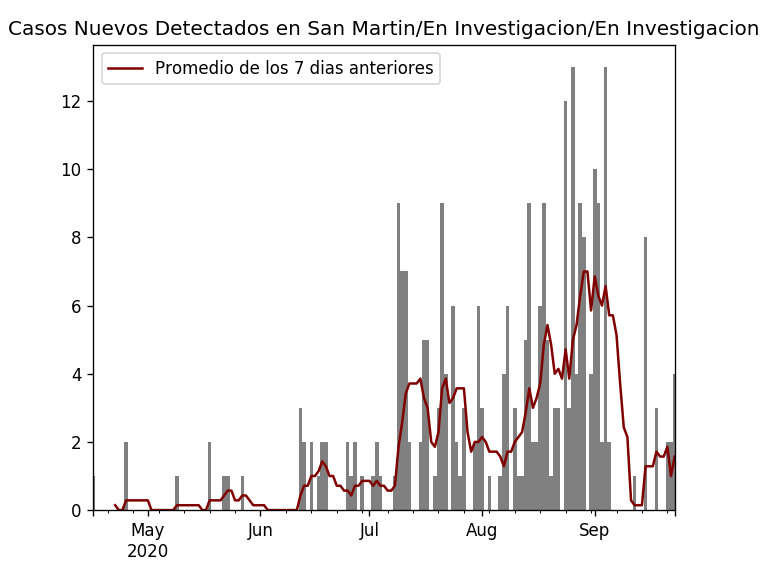 Casos Nuevos Detectados en San Martin/En Investigacion/En Investigacion
Promedio de los 7 dias anteriores
12
10
8
6
4
2
0
May Jun Jul Aug Sep
2020